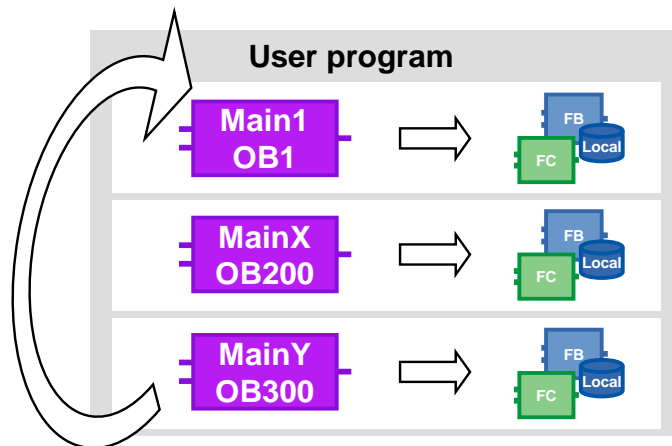 User program
Main1
OB1
FB
Local
FC
MainX
OB200
FB
Local
FC
MainY
OB300
FB
Local
FC